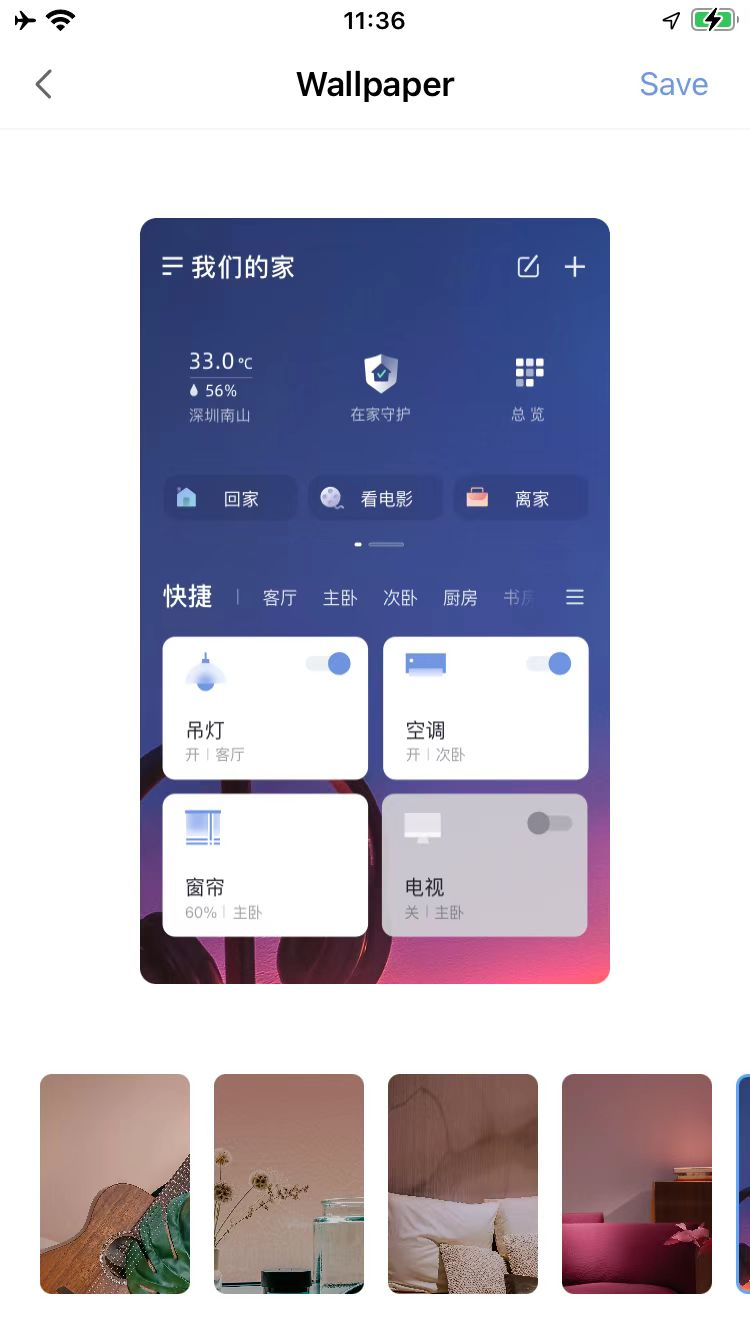 11:36
Wallpaper
Save
我们的家
33.0℃
56%
深圳南山
在家守护
总 览
回家
看电影
离家
快捷 | 客厅 主卧 次卧 厨房 书房
吊灯
开 | 客厅
空调
开 | 次卧
窗帘
60% | 主卧
电视
关 | 主卧